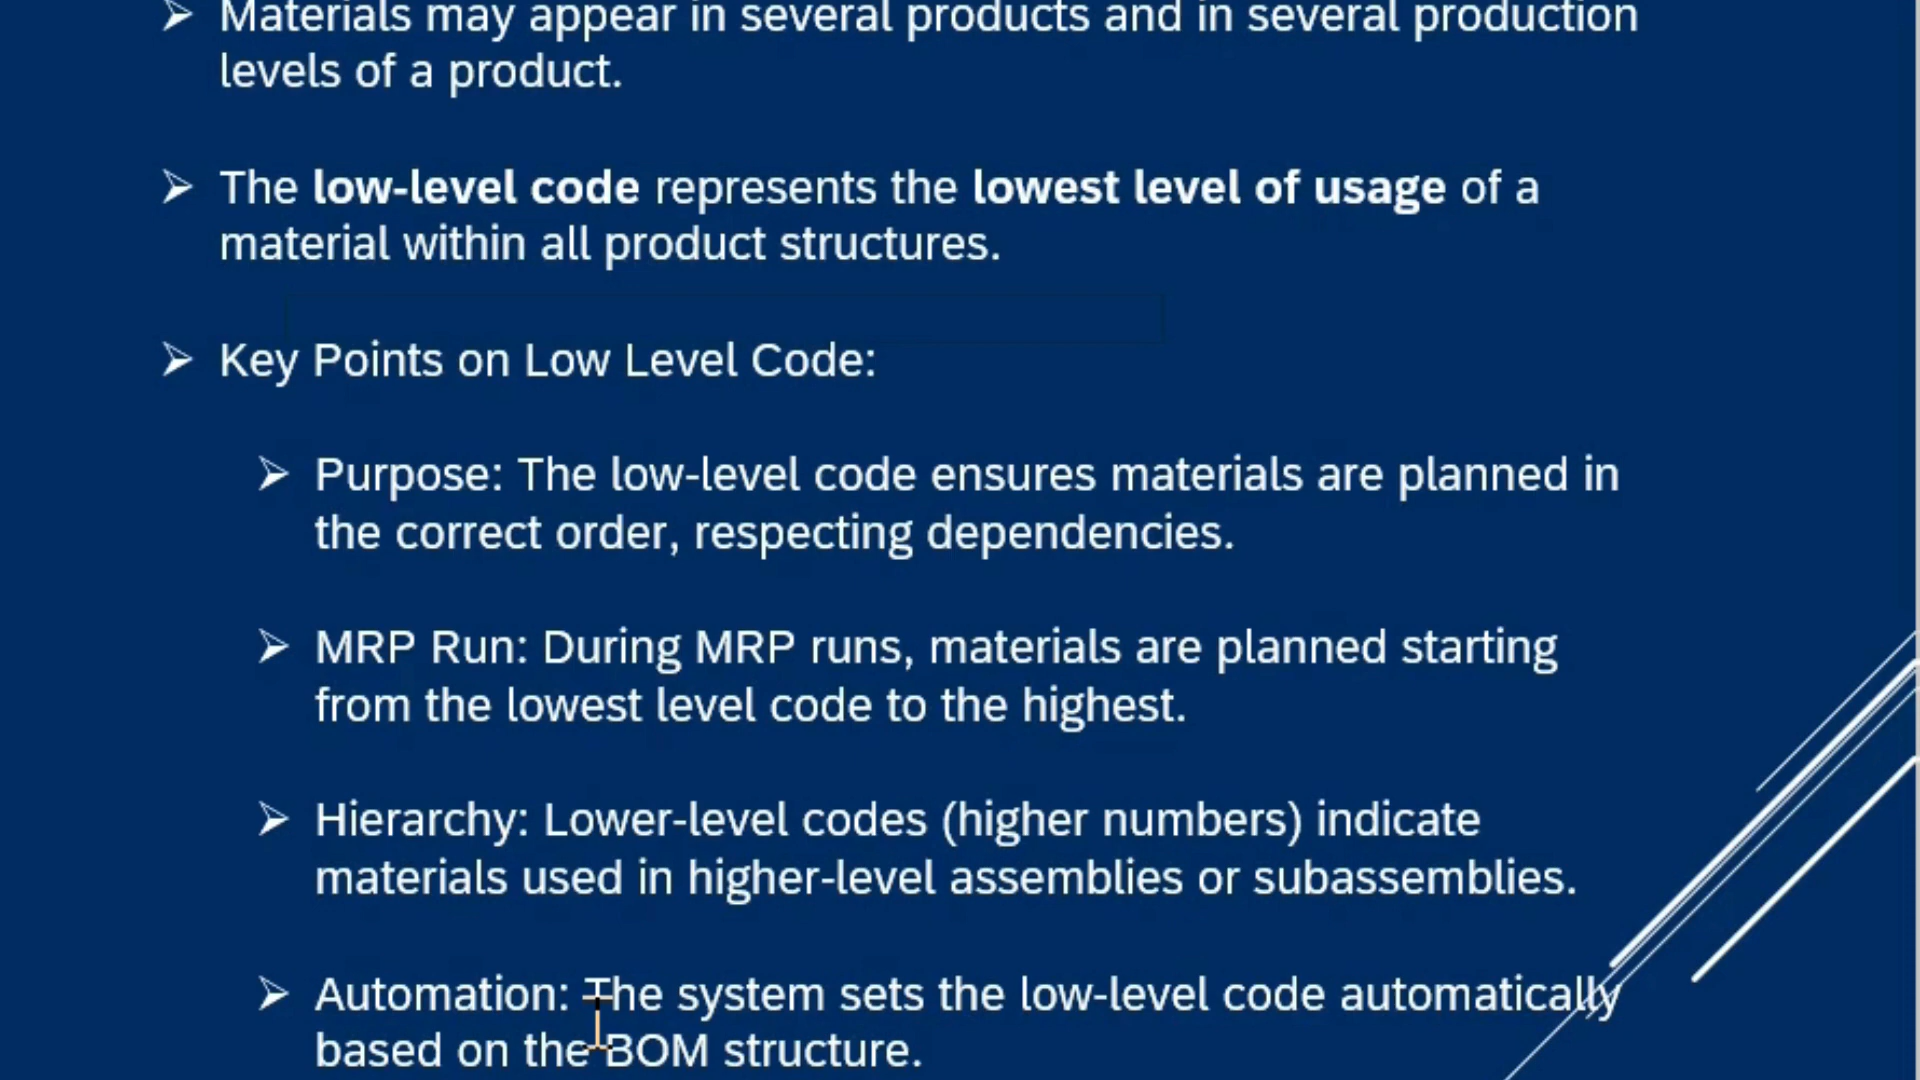 ➢ Materials may appear in several products and in several production
levels of a product.
➢ The low-level code represents the lowest level of usage of a
material within all product structures.
➢ Key Points on Low Level Code:
➢ Purpose: The low-level code ensures materials are planned in
the correct order, respecting dependencies.
➢ MRP Run: During MRP runs, materials are planned starting
from the lowest level code to the highest.
➢ Hierarchy: Lower-level codes (higher numbers) indicate
materials used in higher-level assemblies or subassemblies.
➢ Automation: The system sets the low-level code automatically
based on the BOM structure.